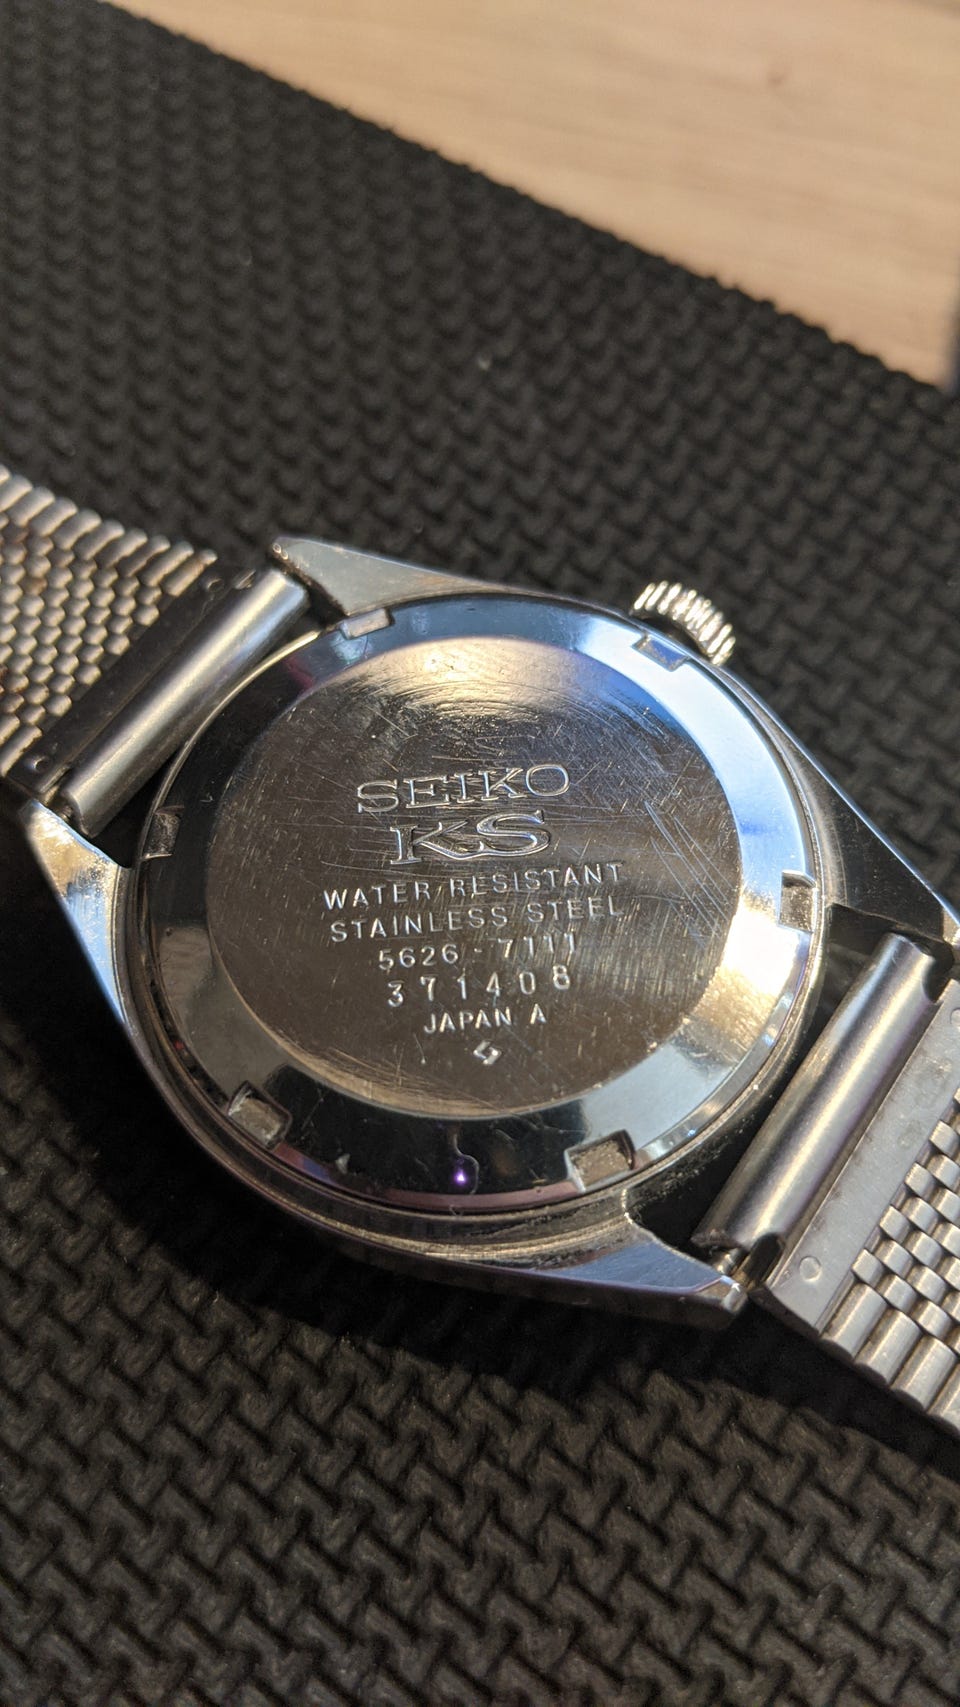 SEIKO
KS
WATER RESISTANT
STAINLESS STEEL
5626-7111
371408
JAPAN A